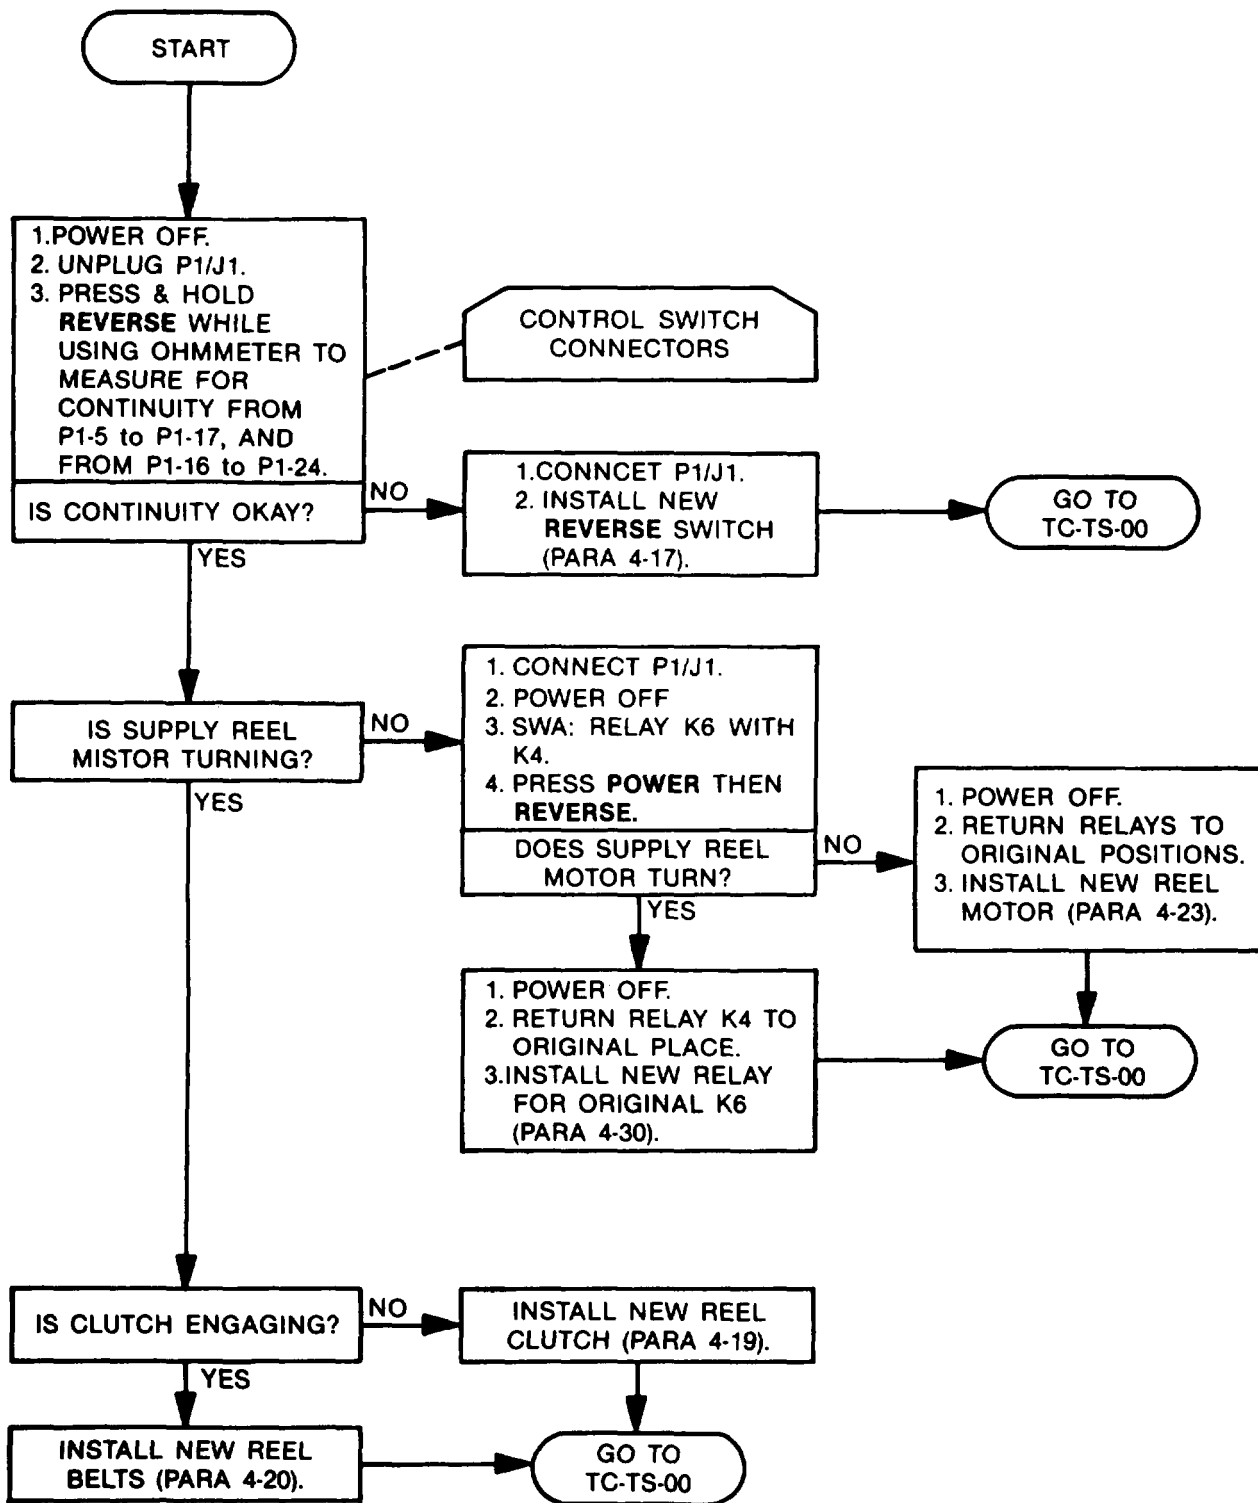 START
1.POWER OFF.
2. UNPLUG P1/J1.
3. PRESS & HOLD
REVERSE WHILE
USING OHMMETER TO
MEASURE FOR
CONTINUITY FROM
P1-5 to P1-17, AND
FROM P1-16 to P1-24.
IS CONTINUITY OKAY?
CONTROL SWITCH
CONNECTORS
NO
1.CONNCET P1/J1.
2. INSTALL NEW
REVERSE SWITCH
(PARA 4-17).
GO TO
TC-TS-00
YES
IS SUPPLY REEL
MISTOR TURNING?
NO
1. CONNECT P1/J1.
2. POWER OFF
3. SWA: RELAY K6 WITH
K4.
4. PRESS POWER THEN
REVERSE.
DOES SUPPLY REEL
MOTOR TURN?
NO
1. POWER OFF.
2. RETURN RELAYS TO
ORIGINAL POSITIONS.
3. INSTALL NEW REEL
MOTOR (PARA 4-23).
YES
YES
1. POWER OFF.
2. RETURN RELAY K4 TO
ORIGINAL PLACE.
3.INSTALL NEW RELAY
FOR ORIGINAL K6
(PARA 4-30).
GO TO
TC-TS-00
IS CLUTCH ENGAGING?
NO
INSTALL NEW REEL
CLUTCH (PARA 4-19).
YES
INSTALL NEW REEL
BELTS (PARA 4-20).
GO TO
TC-TS-00